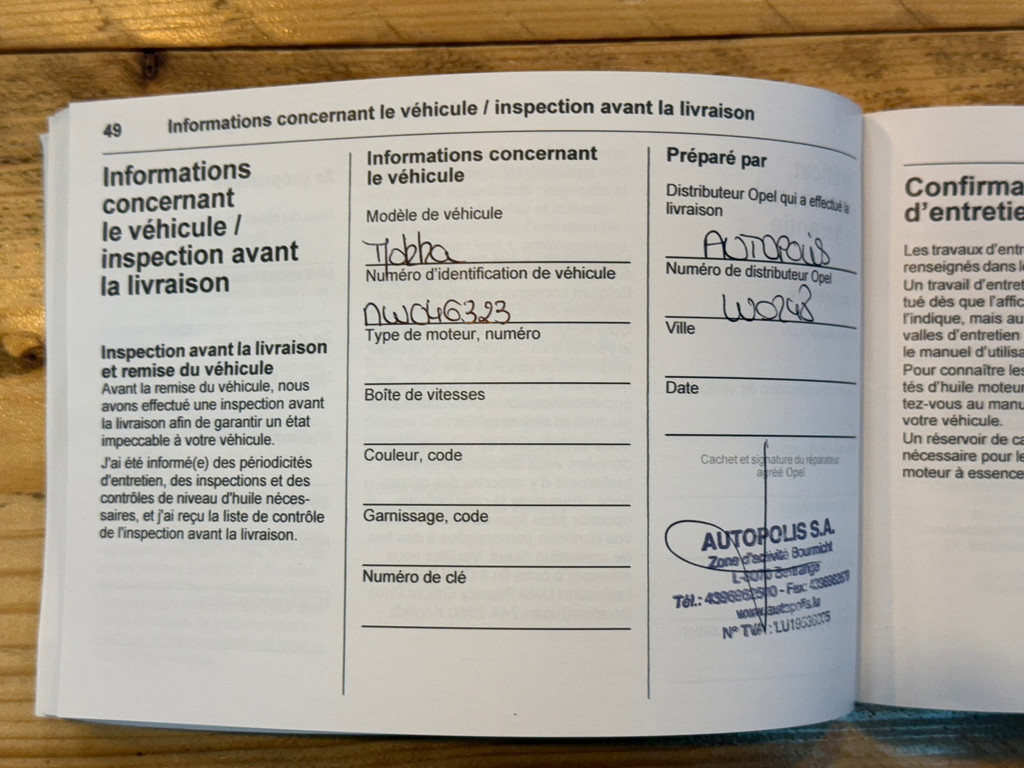 49 Informations concernant le véhicule / inspection avant la livraison
Informations
concernant
le véhicule /
inspection avant
la livraison
Inspection avant la livraison
et remise du véhicule
Avant la remise du véhicule, nous
avons effectué une inspection avant
la livraison afin de garantir un état
impeccable à votre véhicule.
J'ai été informé(e) des périodicités
d'entretien, des inspections et des
contrôles de niveau d'huile néces-
saires, et j'ai reçu la liste de contrôle
de l'inspection avant la livraison.
Informations concernant
le véhicule
Modèle de véhicule
Mokka
Numéro d'identification de véhicule
NW046323
Type de moteur, numéro
Boîte de vitesses
Couleur, code
Garnissage, code
Numéro de clé
Préparé par
Distributeur Opel qui a effectué la
livraison
AUTOPOLIS
Numéro de distributeur Opel
W0248
Ville
Date
Cachet et signature du réparateur
agréé Opel
AUTOPOLIS S.A.
Zone d'activité Bourmicht
L-8070 Bertrange
Tél.: - Fax:
www.autopolis.lu
N° TVA:
Confirma
d'entretie
Les travaux d'entr
renseignés dans le
Un travail d'entret
tué dès que l'affic
l'indique, mais au
valles d'entretien
le manuel d'utilisa
Pour connaître les
tés d'huile moteur
tez-vous au manu
votre véhicule.
Un réservoir de ca
nécessaire pour le
moteur à essence